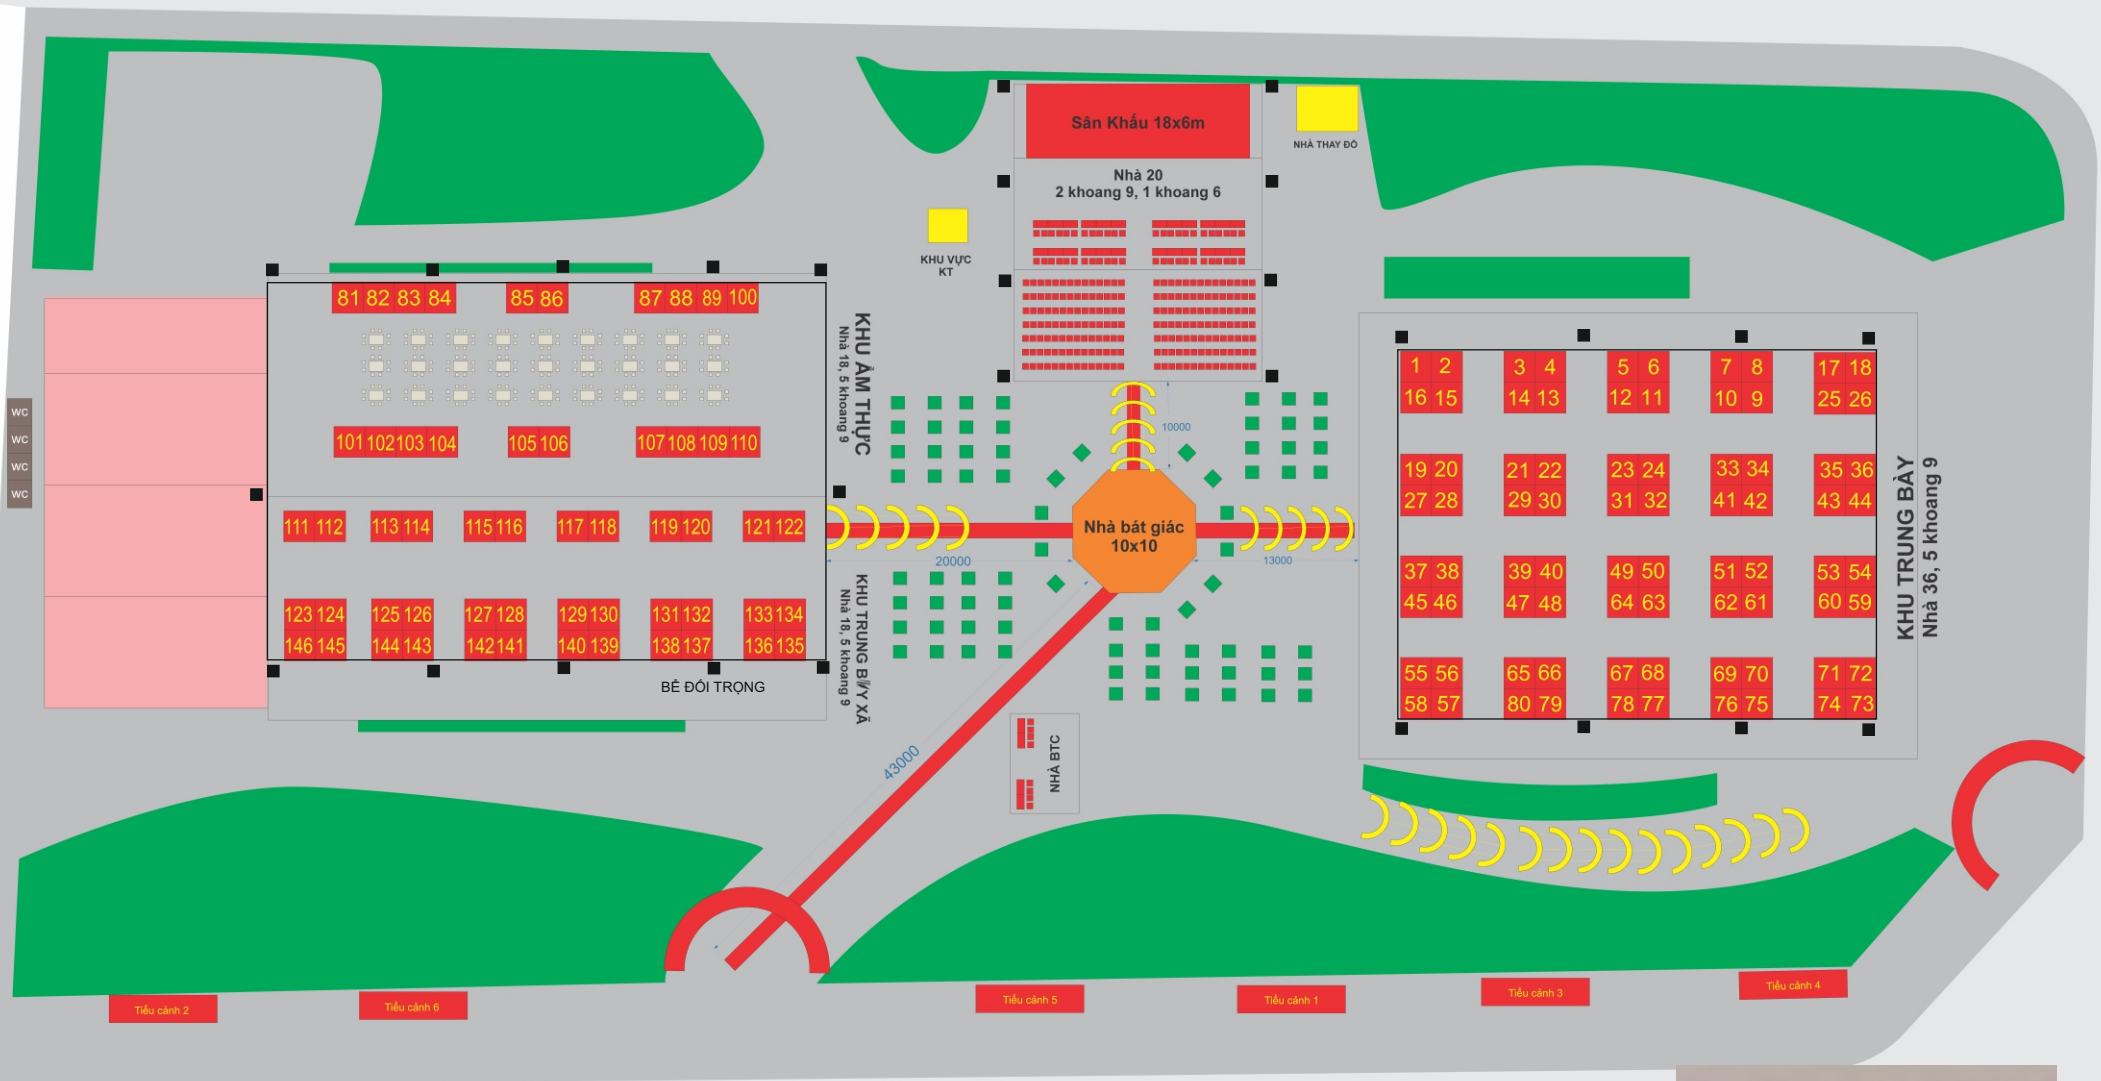 Sân Khấu 18x6m
NHÀ THAY ĐỒ
Nhà 20
2 khoang 9, 1 khoang 6
KHU VỰC
KT
81 82 83 84
85 86
87 88 89 100
101 102 103 104
105 106
107 108 109 110
KHU ẨM THỰC
Nhà 18, 5 khoang 9
WC
WC
WC
WC
111 112
113 114
115 116
117 118
119 120
121 122
123 124
125 126
127 128
129 130
131 132
133 134
146 145
144 143
142 141
140 139
138 137
136 135
BỂ ĐỐI TRỌNG
KHU TRUNG BÀY XÃ
Nhà 18, 5 khoang 9
10000
Nhà bát giác
10x10
20000
13000
43000
NHÀ BTC
1 2
3 4
5 6
7 8
17 18
16 15
14 13
12 11
10 9
25 26
19 20
21 22
23 24
33 34
35 36
27 28
29 30
31 32
41 42
43 44
37 38
39 40
49 50
51 52
53 54
45 46
47 48
64 63
62 61
60 59
55 56
65 66
67 68
69 70
71 72
58 57
80 79
78 77
76 75
74 73
KHU TRUNG BÀY
Nhà 36, 5 khoang 9
Tiểu cảnh 2
Tiểu cảnh 6
Tiểu cảnh 5
Tiểu cảnh 1
Tiểu cảnh 3
Tiểu cảnh 4